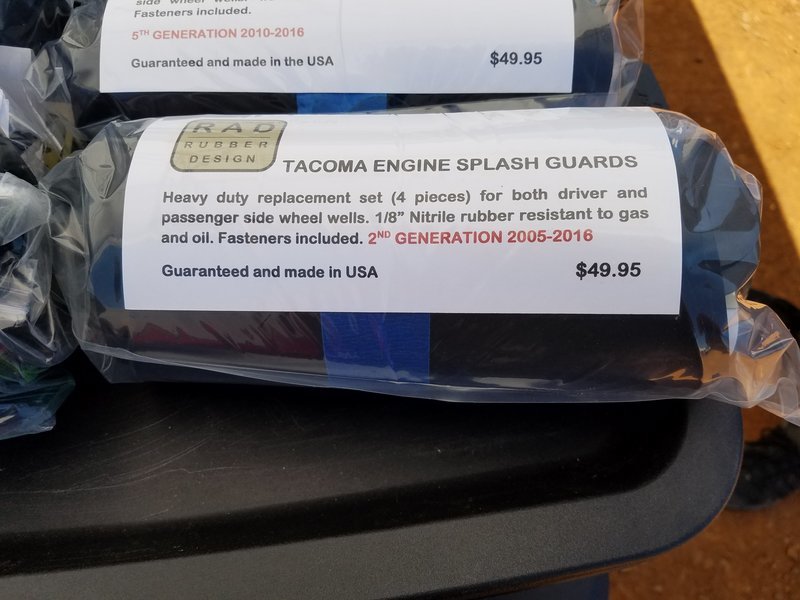 side wheel wells.
Fasteners included.
5TH GENERATION 2010-2016
Guaranteed and made in the USA $49.95
RAD
RUBBER
DESIGN
TACOMA ENGINE SPLASH GUARDS
Heavy duty replacement set (4 pieces) for both driver and
passenger side wheel wells. 1/8” Nitrile rubber resistant to gas
and oil. Fasteners included. 2ND GENERATION 2005-2016
Guaranteed and made in USA $49.95